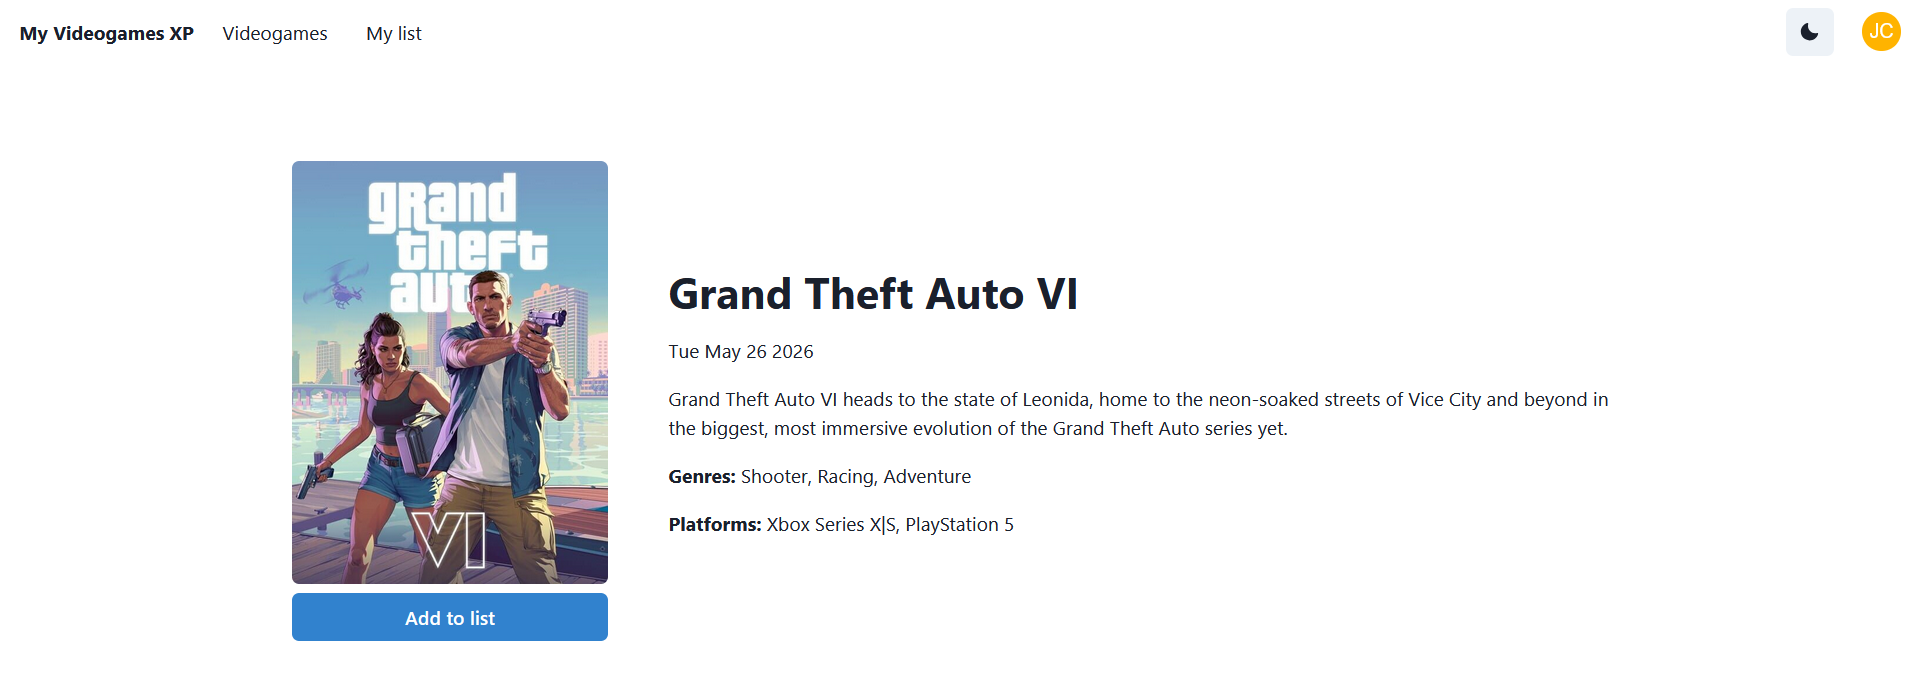 My Videogames XP Videogames My list JC
grand
theft
auto
VI
Add to list
Grand Theft Auto VI
Tue May 26 2026
Grand Theft Auto VI heads to the state of Leonida, home to the neon-soaked streets of Vice City and beyond in
the biggest, most immersive evolution of the Grand Theft Auto series yet.
Genres: Shooter, Racing, Adventure
Platforms: Xbox Series X|S, PlayStation 5